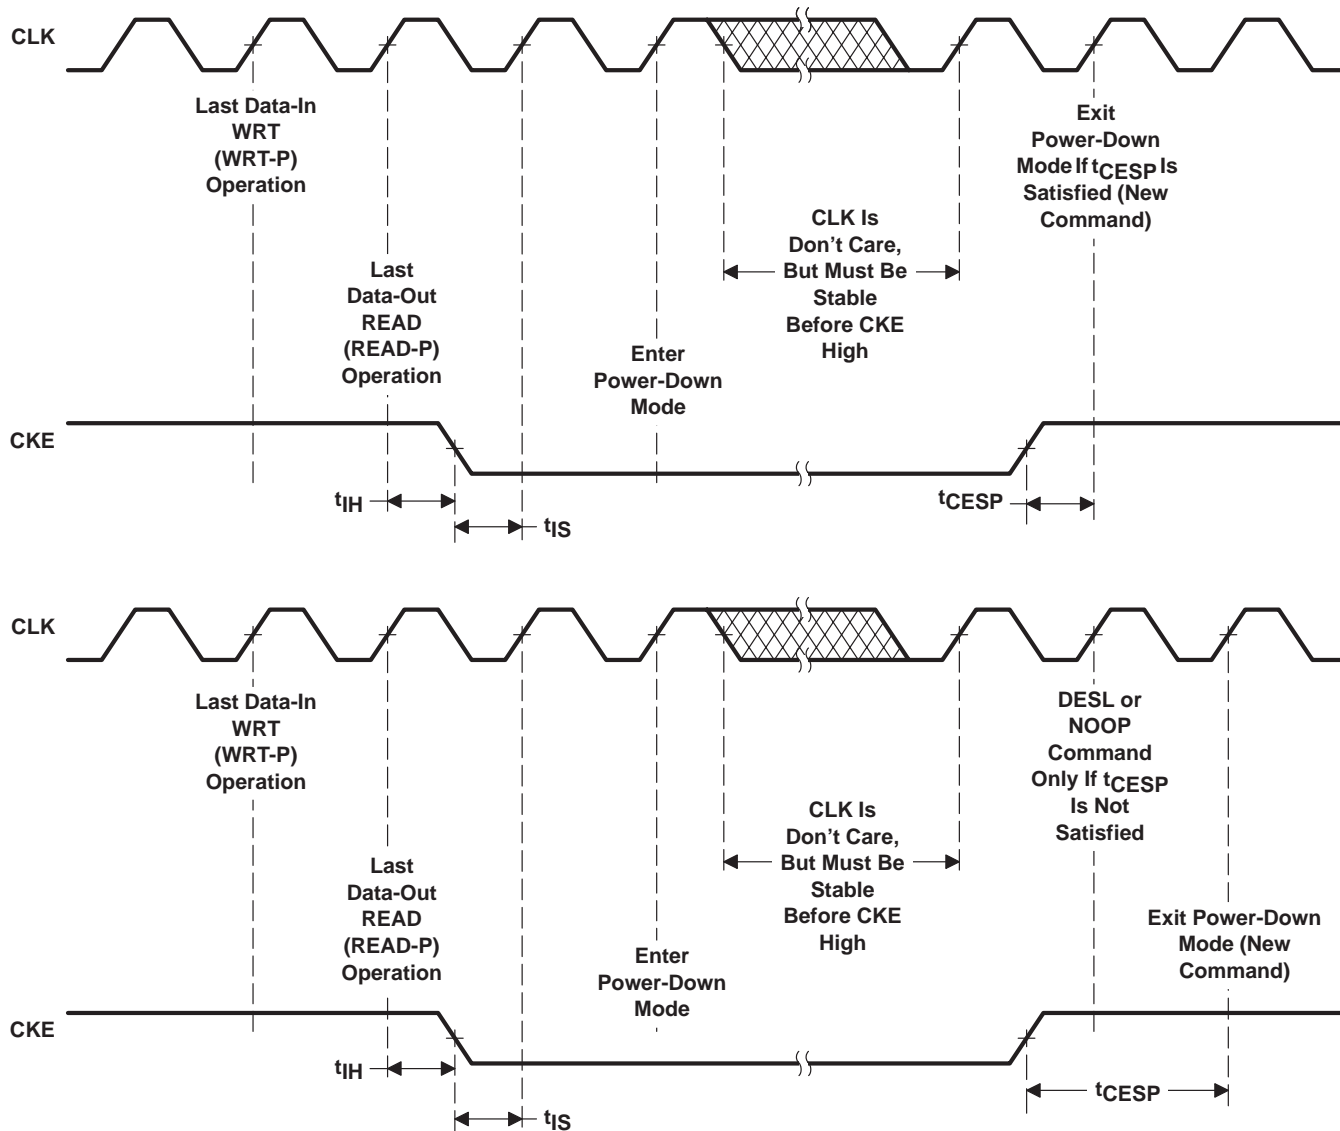 CLK
Last Data-In
WRT
(WRT-P)
Operation
Exit
Power-Down
Mode If tCESP Is
Satisfied (New
Command)
CLK Is
Don't Care,
But Must Be
Stable
Before CKE
High
Last
Data-Out
READ
(READ-P)
Operation
Enter
Power-Down
Mode
CKE
tIH
tIS
tCESP
CLK
Last Data-In
WRT
(WRT-P)
Operation
DESL or
NOOP
Command
Only If tCESP
Is Not
Satisfied
CLK Is
Don't Care,
But Must Be
Stable
Before CKE
High
Last
Data-Out
READ
(READ-P)
Operation
Exit Power-Down
Mode (New
Command)
Enter
Power-Down
Mode
CKE
tIH
tIS
tCESP